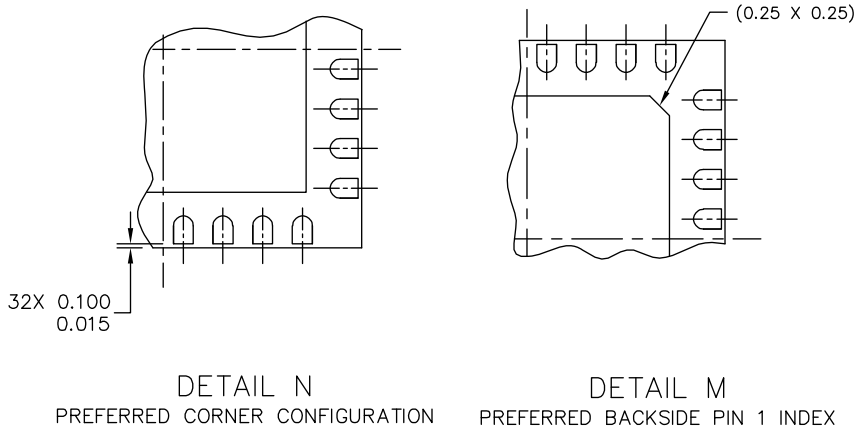 (0.25 X 0.25)
32X 0.100
0.015
DETAIL N
PREFERRED CORNER CONFIGURATION
DETAIL M
PREFERRED BACKSIDE PIN 1 INDEX